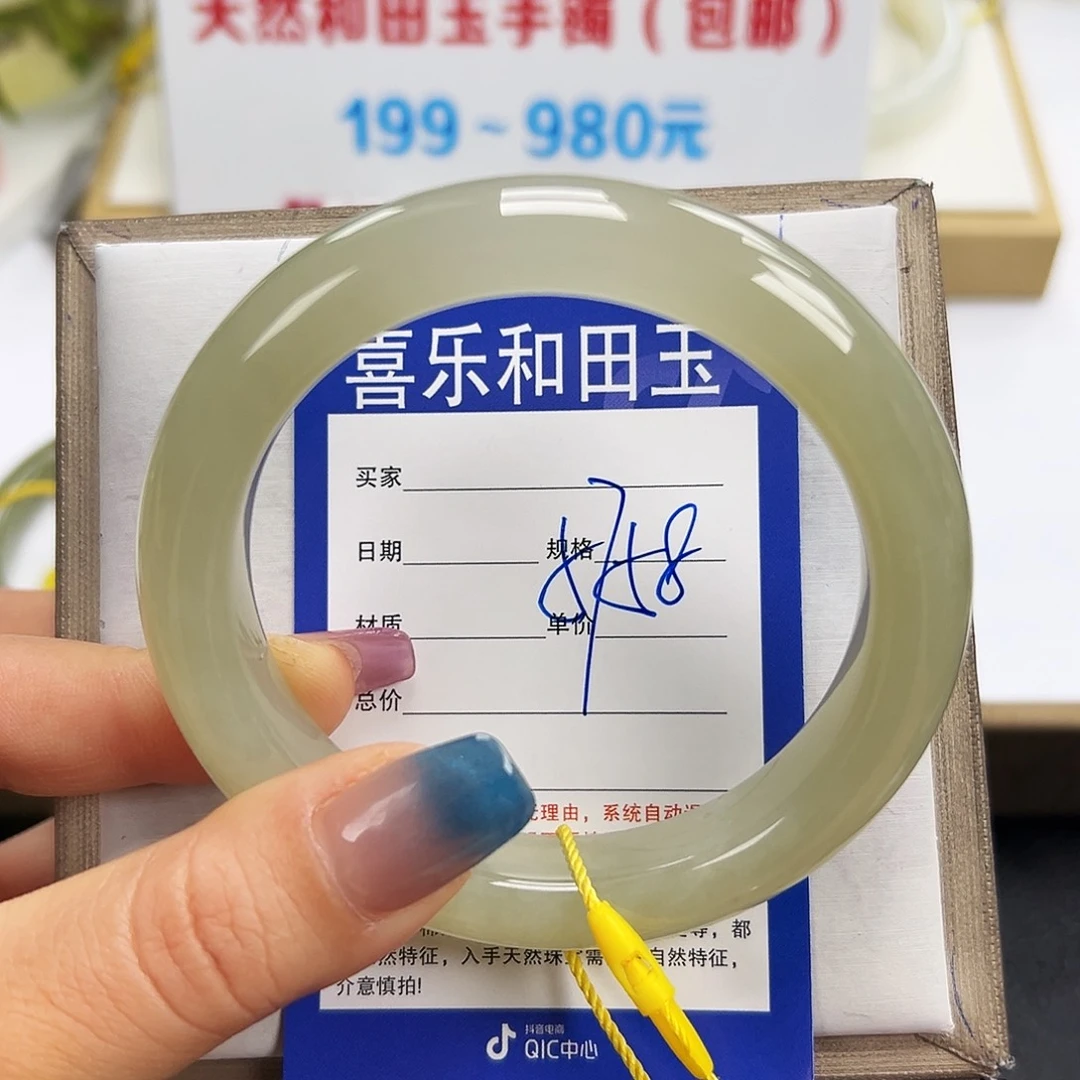 天然和田玉手镯（包邮）
199~980元
喜乐和田玉
买家
日期 规格
材质 单价
总价
理由，系统自动
等，都
然特征，入手天然珠 需 自然特征，
介意慎拍!
抖音电商
QIC中心